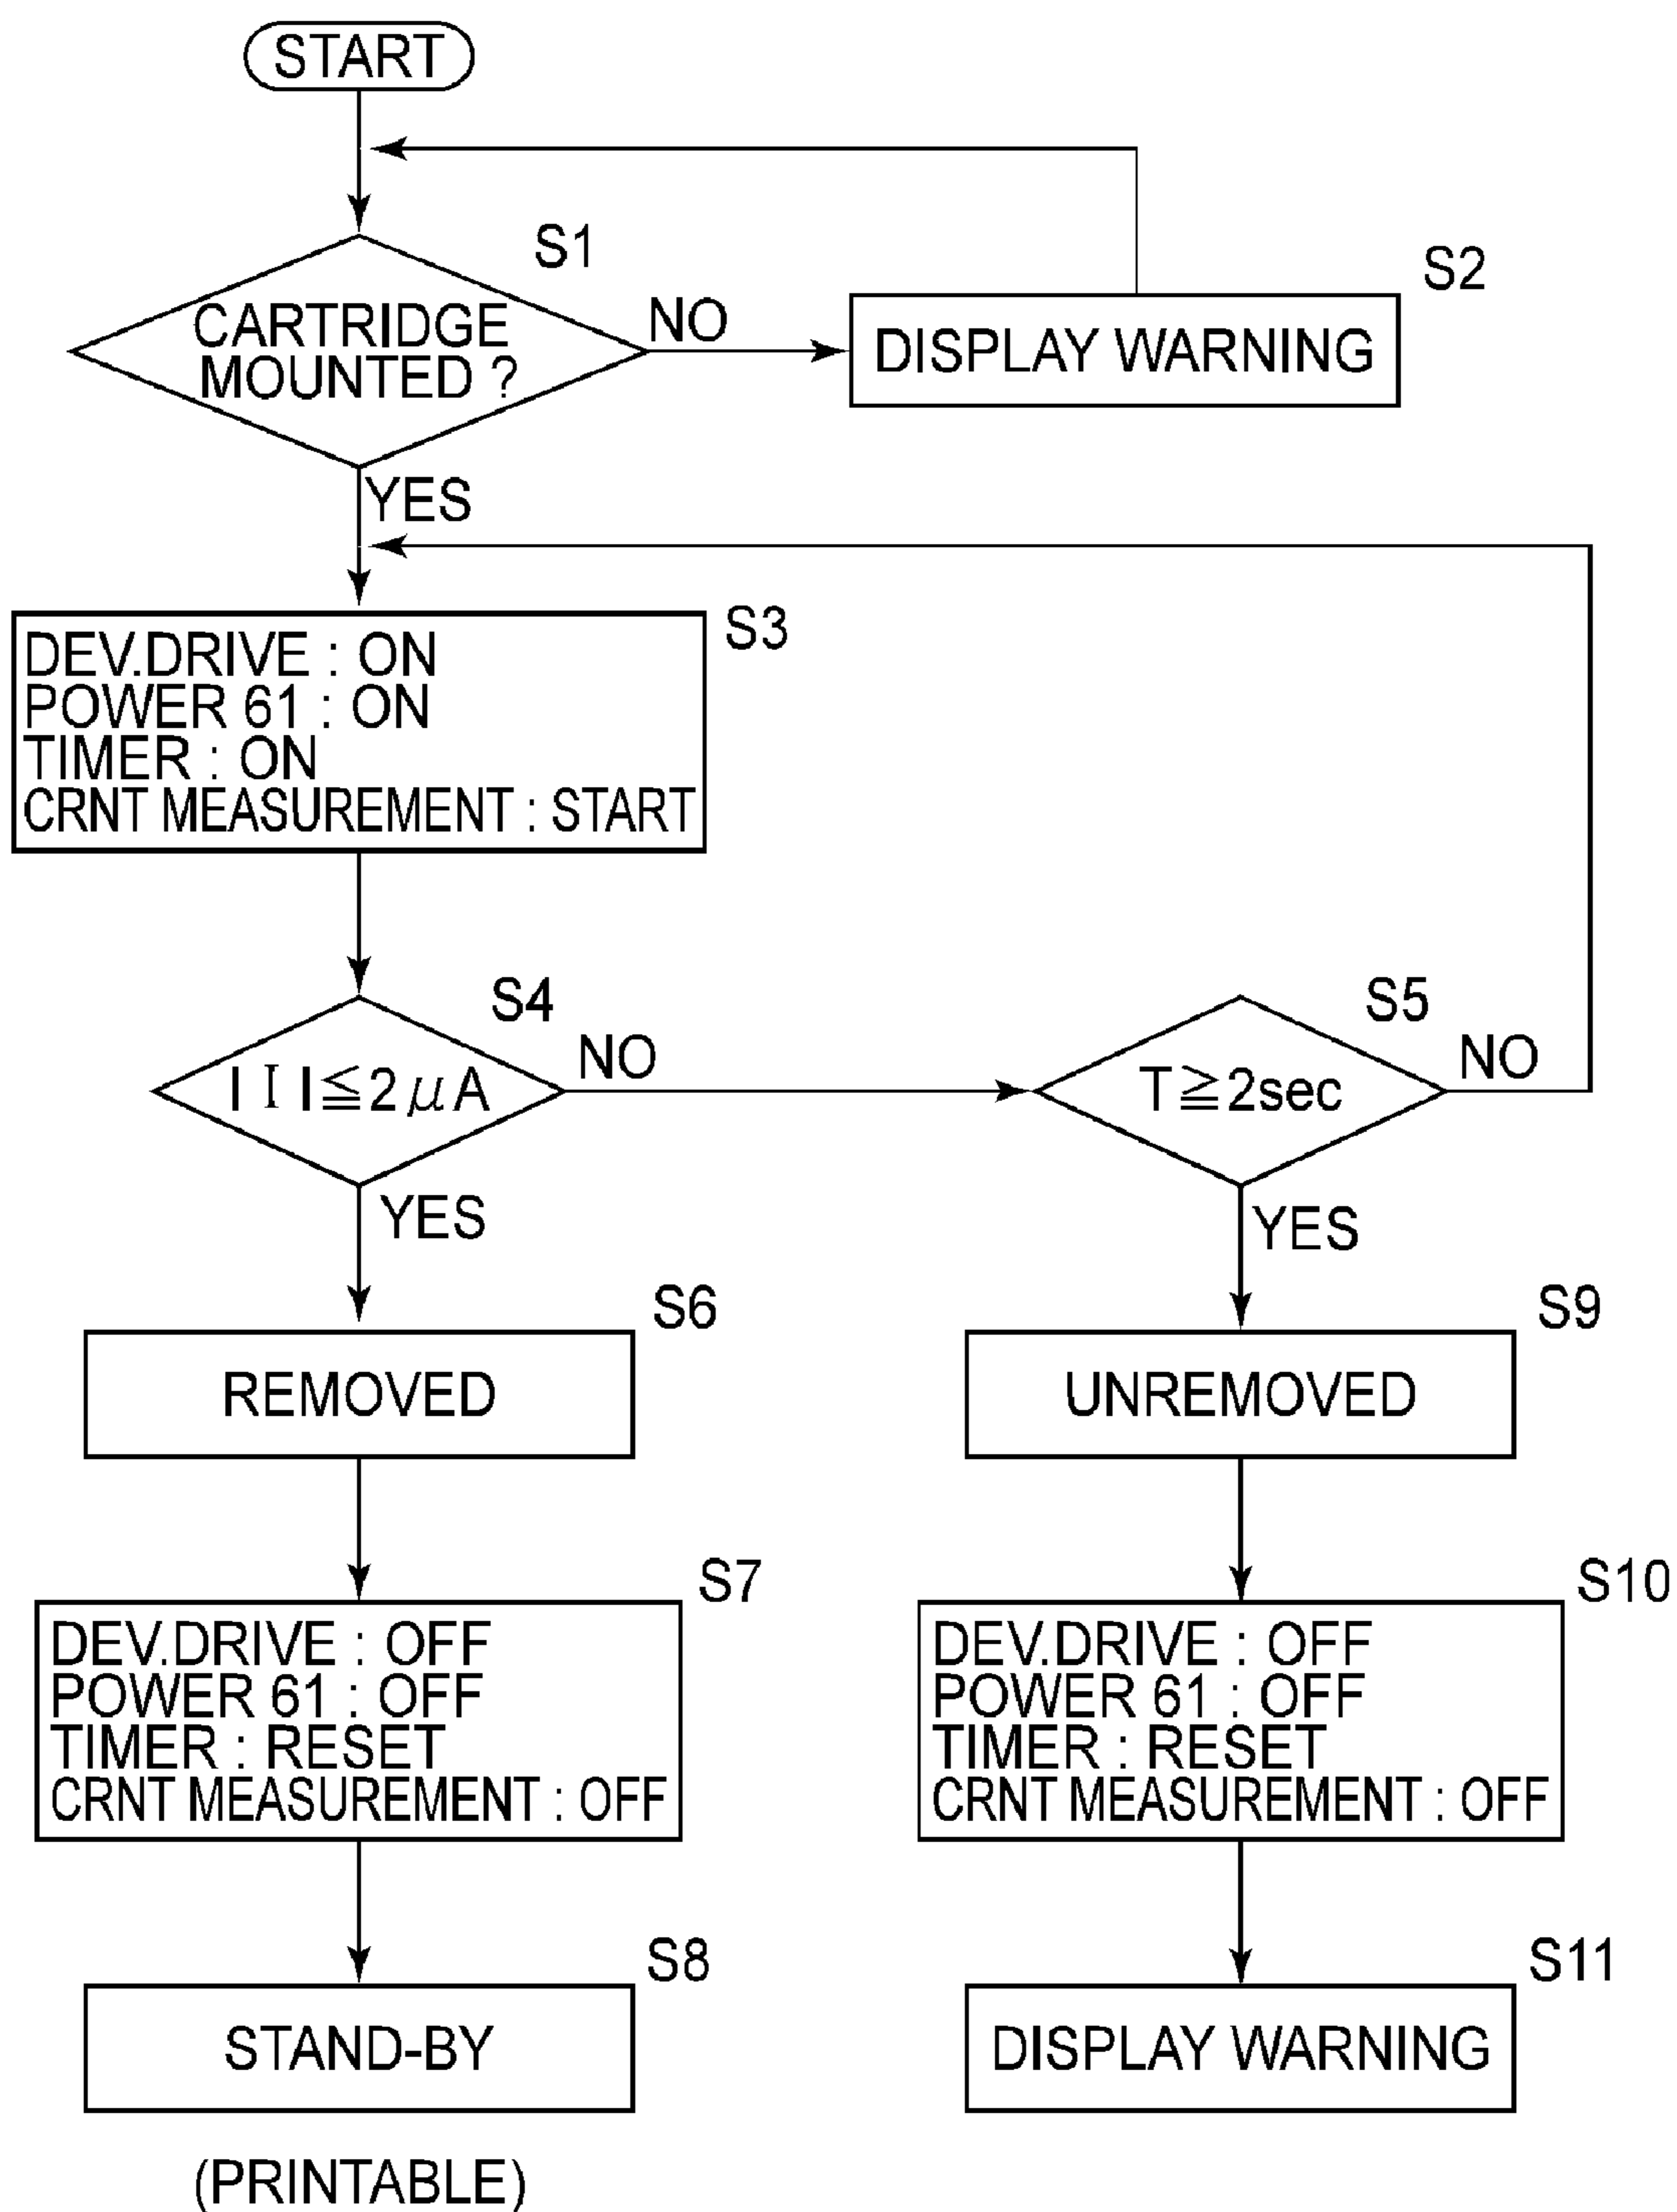 START
S1
CARTRIDGE
MOUNTED ?
NO
S2
DISPLAY WARNING
YES
S3
DEV.DRIVE : ON
POWER 61 : ON
TIMER : ON
CRNT MEASUREMENT : START
S4
I I I≦2μA
NO
S5
T≧2sec
NO
YES
YES
S6
REMOVED
S9
UNREMOVED
S7
DEV.DRIVE : OFF
POWER 61 : OFF
TIMER : RESET
CRNT MEASUREMENT : OFF
S10
DEV.DRIVE : OFF
POWER 61 : OFF
TIMER : RESET
CRNT MEASUREMENT : OFF
S8
STAND-BY
(PRINTABLE)
S11
DISPLAY WARNING